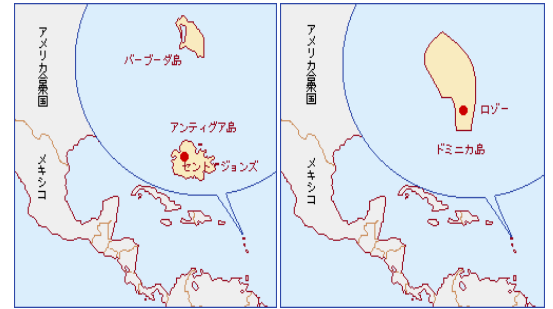 アメリカ合衆国
バーブーダ島
アンティグア島
セントジョンズ
メキシコ
アメリカ合衆国
ロゾー
ドミニカ島
メキシコ